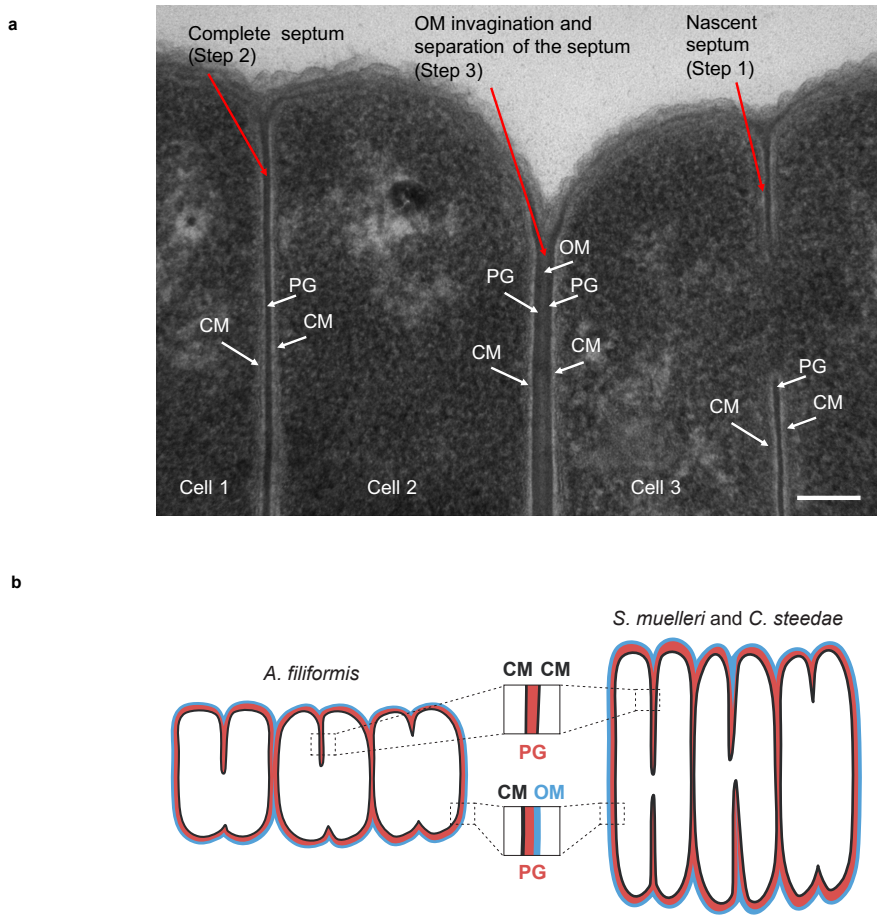 a
Complete septum
(Step 2)
OM invagination and
separation of the septum
(Step 3)
Nascent
septum
(Step 1)
OM
PG
PG
PG
CM
CM
CM
CM
PG
CM
CM
Cell 1
Cell 2
Cell 3
b
S. muelleri and C. steedae
A. filiformis
CM CM
PG
CM OM
PG